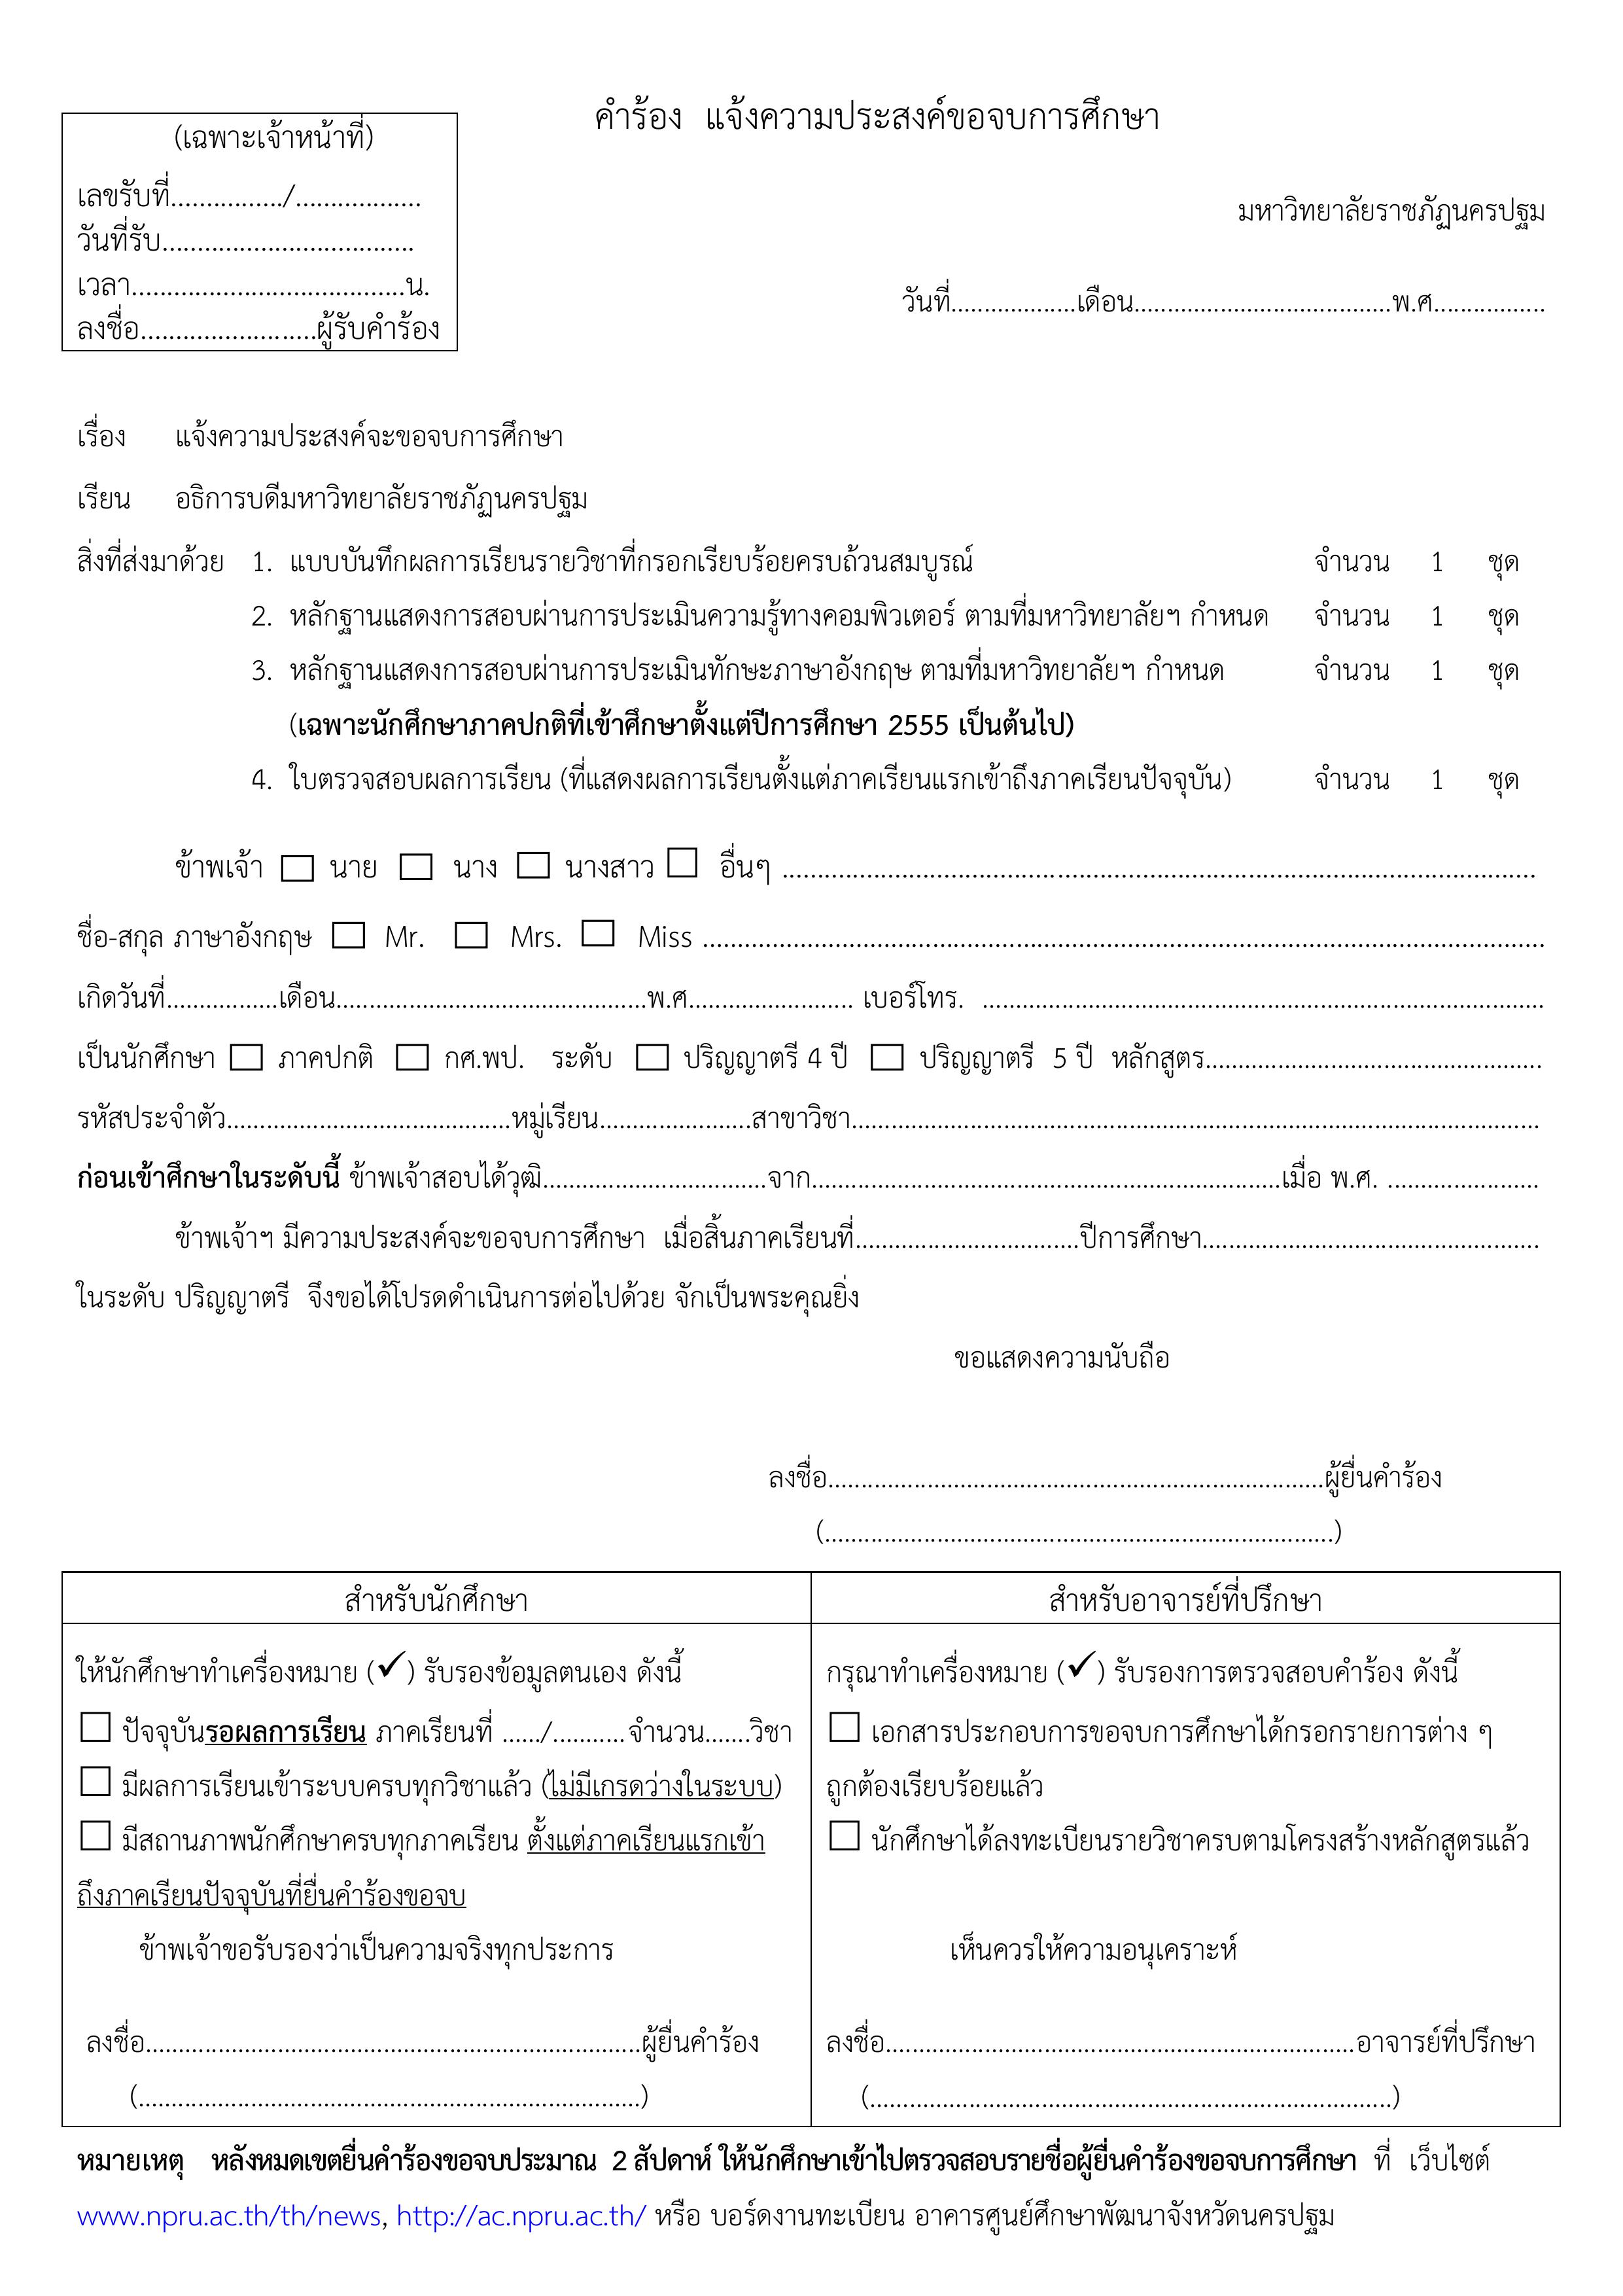 คำร้อง แจ้งความประสงค์ขอจบการศึกษา
(เฉพาะเจ้าหน้าที่)
เลขรับที่................/..................
วันที่รับ....................................
เวลา.......................................น.
ลงชื่อ.........................ผู้รับคำร้อง
มหาวิทยาลัยราชภัฏนครปฐม
วันที่...................เดือน.......................................พ.ศ.................
เรื่อง แจ้งความประสงค์จะขอจบการศึกษา
เรียน อธิการบดีมหาวิทยาลัยราชภัฏนครปฐม
สิ่งที่ส่งมาด้วย 1. แบบบันทึกผลการเรียนรายวิชาที่กรอกเรียบร้อยครบถ้วนสมบูรณ์ จำนวน 1 ชุด
2. หลักฐานแสดงการสอบผ่านการประเมินความรู้ทางคอมพิวเตอร์ ตามที่มหาวิทยาลัยฯ กำหนด จำนวน 1 ชุด
3. หลักฐานแสดงการสอบผ่านการประเมินทักษะภาษาอังกฤษ ตามที่มหาวิทยาลัยฯ กำหนด จำนวน 1 ชุด
(เฉพาะนักศึกษาภาคปกติที่เข้าศึกษาตั้งแต่ปีการศึกษา 2555 เป็นต้นไป)
4. ใบตรวจสอบผลการเรียน (ที่แสดงผลการเรียนตั้งแต่ภาคเรียนแรกเข้าถึงภาคเรียนปัจจุบัน) จำนวน 1 ชุด
ข้าพเจ้า ☐ นาย ☐ นาง ☐ นางสาว ☐ อื่นๆ ...........................................................................................................
ชื่อ-สกุล ภาษาอังกฤษ ☐ Mr. ☐ Mrs. ☐ Miss ................................................................................................................................
เกิดวันที่.................เดือน...............................................พ.ศ......................... เบอร์โทร. .....................................................................................
เป็นนักศึกษา ☐ ภาคปกติ ☐ กศ.พป. ระดับ ☐ ปริญญาตรี 4 ปี ☐ ปริญญาตรี 5 ปี หลักสูตร...................................................
รหัสประจำตัว...........................................หมู่เรียน.......................สาขาวิชา........................................................................................................
ก่อนเข้าศึกษาในระดับนี้ ข้าพเจ้าสอบได้วุฒิ..................................จาก.......................................................................เมื่อ พ.ศ. .......................
ข้าพเจ้าฯ มีความประสงค์จะขอจบการศึกษา เมื่อสิ้นภาคเรียนที่..................................ปีการศึกษา...................................................
ในระดับ ปริญญาตรี จึงขอได้โปรดดำเนินการต่อไปด้วย จักเป็นพระคุณยิ่ง
ขอแสดงความนับถือ
ลงชื่อ...........................................................................ผู้ยื่นคำร้อง
(.............................................................................)
สำหรับนักศึกษา
ให้นักศึกษาทำเครื่องหมาย (✓) รับรองข้อมูลตนเอง ดังนี้
☐ ปัจจุบันรอผลการเรียน ภาคเรียนที่ ....../...........จำนวน.......วิชา
☐ มีผลการเรียนเข้าระบบครบทุกวิชาแล้ว (ไม่มีเกรดว่างในระบบ)
☐ มีสถานภาพนักศึกษาครบทุกภาคเรียน ตั้งแต่ภาคเรียนแรกเข้า
ถึงภาคเรียนปัจจุบันที่ยื่นคำร้องขอจบ
ข้าพเจ้าขอรับรองว่าเป็นความจริงทุกประการ
ลงชื่อ...........................................................................ผู้ยื่นคำร้อง
(............................................................................)
สำหรับอาจารย์ที่ปรึกษา
กรุณาทำเครื่องหมาย (✓) รับรองการตรวจสอบคำร้อง ดังนี้
☐ เอกสารประกอบการขอจบการศึกษาได้กรอกรายการต่าง ๆ
ถูกต้องเรียบร้อยแล้ว
☐ นักศึกษาได้ลงทะเบียนรายวิชาครบตามโครงสร้างหลักสูตรแล้ว
เห็นควรให้ความอนุเคราะห์
ลงชื่อ.......................................................................อาจารย์ที่ปรึกษา
(...............................................................................)
หมายเหตุ หลังหมดเขตยื่นคำร้องขอจบประมาณ 2 สัปดาห์ ให้นักศึกษาเข้าไปตรวจสอบรายชื่อผู้ยื่นคำร้องขอจบการศึกษา ที่ เว็บไซต์
www.npru.ac.th/th/news, http://ac.npru.ac.th/ หรือ บอร์ดงานทะเบียน อาคารศูนย์ศึกษาพัฒนาจังหวัดนครปฐม